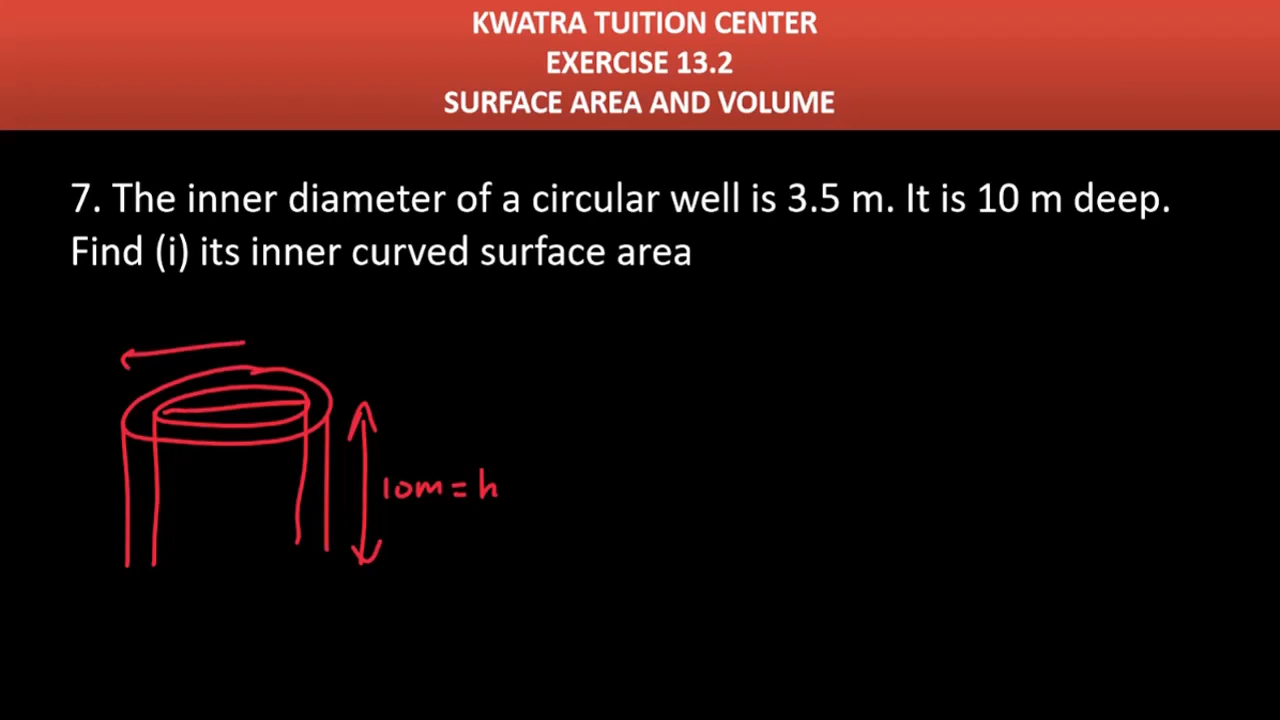 KWATRA TUITION CENTER
EXERCISE 13.2
SURFACE AREA AND VOLUME
7. The inner diameter of a circular well is 3.5 m. It is 10 m deep.
Find (i) its inner curved surface area
10m = h